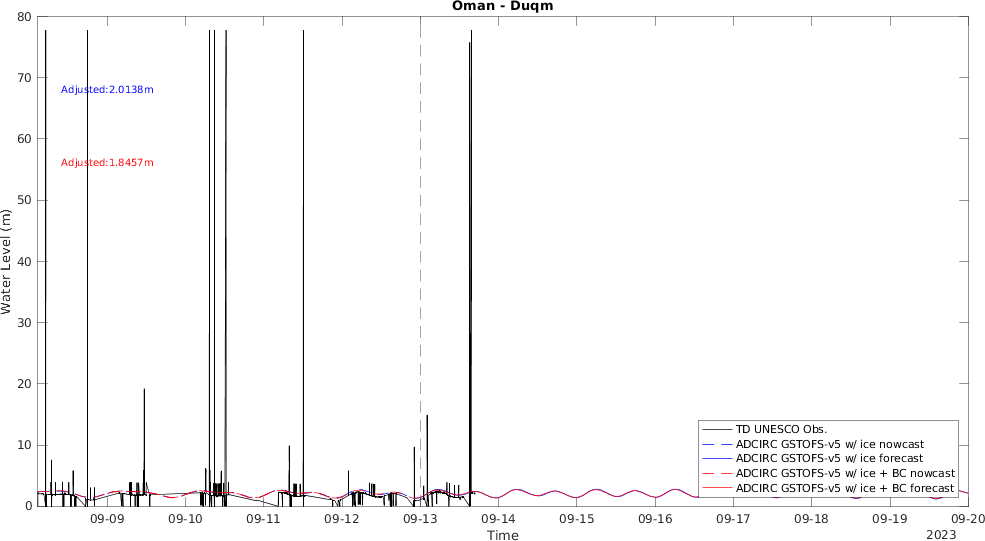 Oman - Duqm
80
70
60
50
40
30
20
10
0
Water Level (m)
Adjusted:2.0138m
Adjusted:1.8457m
TD UNESCO Obs.
ADCIRC GSTOFS-v5 w/ ice nowcast
ADCIRC GSTOFS-v5 w/ ice forecast
ADCIRC GSTOFS-v5 w/ ice + BC nowcast
ADCIRC GSTOFS-v5 w/ ice + BC forecast
09-09 09-10 09-11 09-12 09-13 09-14 09-15 09-16 09-17 09-18 09-19 09-20
Time
2023